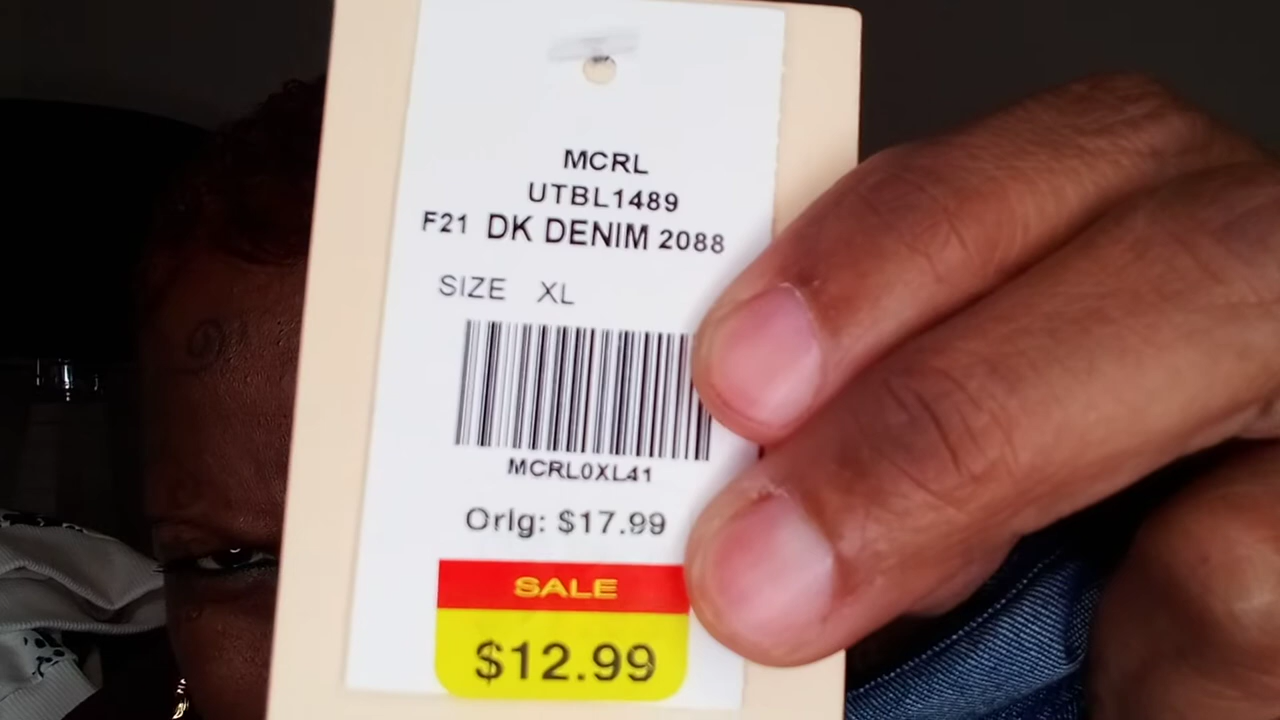 MCRL
UTBL1489
F21 DK DENIM 2088
SIZE XL
MCRL0XL41
Orig: $17.99
SALE
$12.99